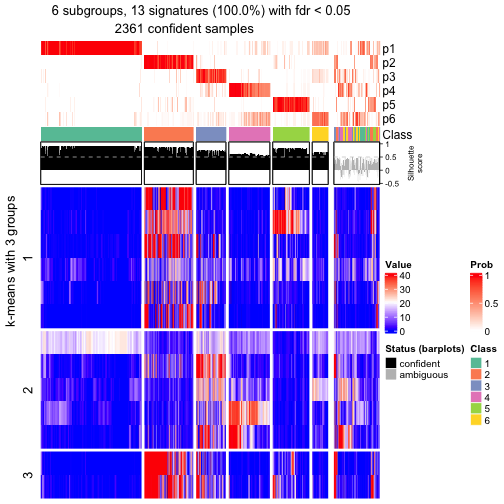 6 subgroups, 13 signatures (100.0%) with fdr < 0.05
2361 confident samples
p1
p2
p3
p4
p5
p6
Class
1
0.5
0
-0.5
Silhouette
score
k-means with 3 groups
1
2
3
Value
40
30
20
10
0
Prob
1
0.5
0
Status (barplots)
confident
ambiguous
Class
1
2
3
4
5
6